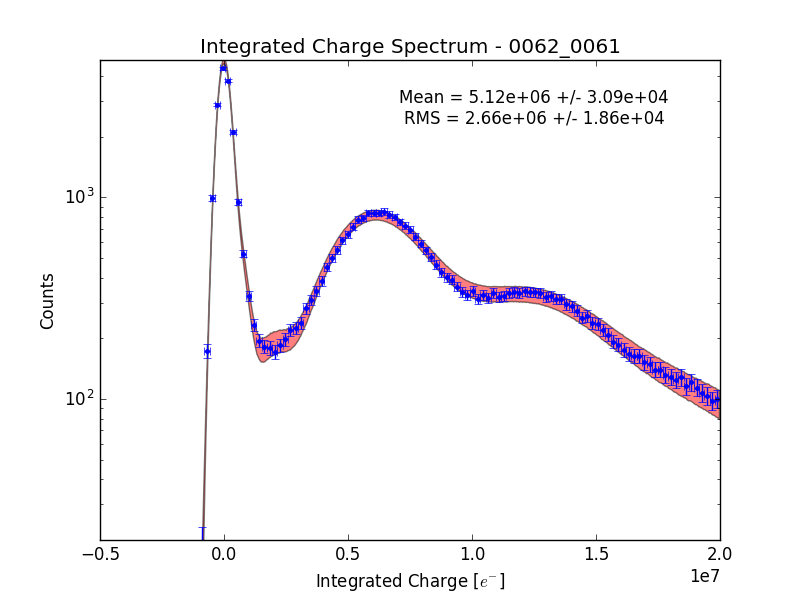 Integrated Charge Spectrum - 0062_0061
Mean = 5.12e+06 +/- 3.09e+04
RMS = 2.66e+06 +/- 1.86e+04
10³
10²
Counts
−0.5 0.0 0.5 1.0 1.5 2.0
1e7
Integrated Charge [e⁻]